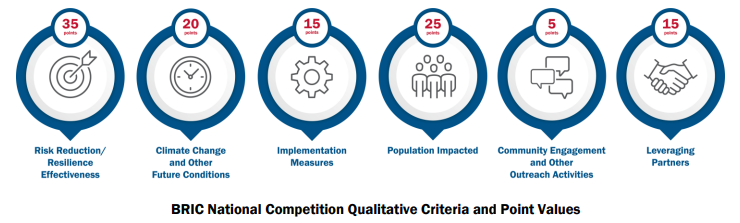 35
points
20
points
15
points
25
points
5
points
15
points
Risk Reduction/
Resilience
Effectiveness
Climate Change
and Other
Future Conditions
Implementation
Measures
Population Impacted
Community Engagement
and Other
Outreach Activities
Leveraging
Partners
BRIC National Competition Qualitative Criteria and Point Values